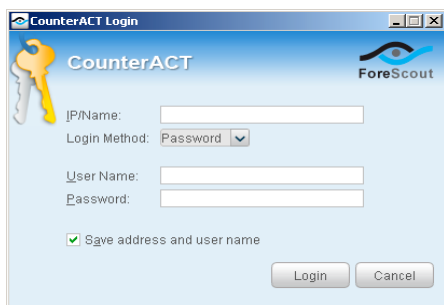 CounterACT Login
CounterACT
ForeScout
IP/Name:
Login Method: Password
User Name:
Password:
Save address and user name
Login Cancel